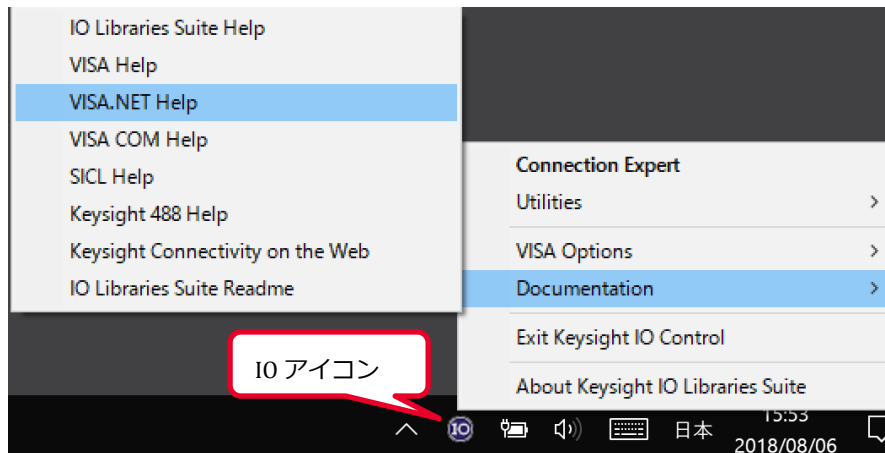 IO Libraries Suite Help
VISA Help
VISA.NET Help
VISA COM Help
SICL Help
Keysight 488 Help
Keysight Connectivity on the Web
IO Libraries Suite Readme
Connection Expert
Utilities
VISA Options
Documentation
Exit Keysight IO Control
About Keysight IO Libraries Suite
IO アイコン
IO
日本
15:53
2018/08/06